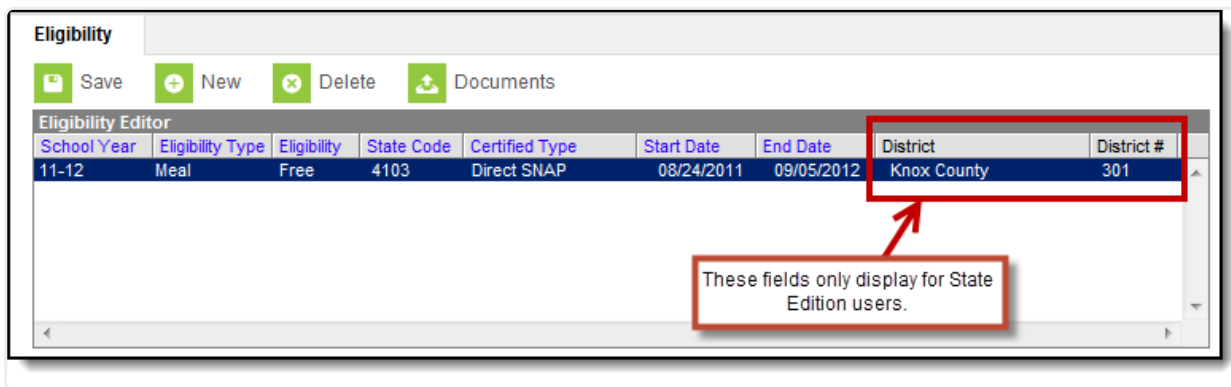 Eligibility
Save New Delete Documents
Eligibility Editor
School Year Eligibility Type Eligibility State Code Certified Type Start Date End Date District District #
11-12 Meal Free 4103 Direct SNAP 08/24/2011 09/05/2012 Knox County 301
These fields only display for State
Edition users.